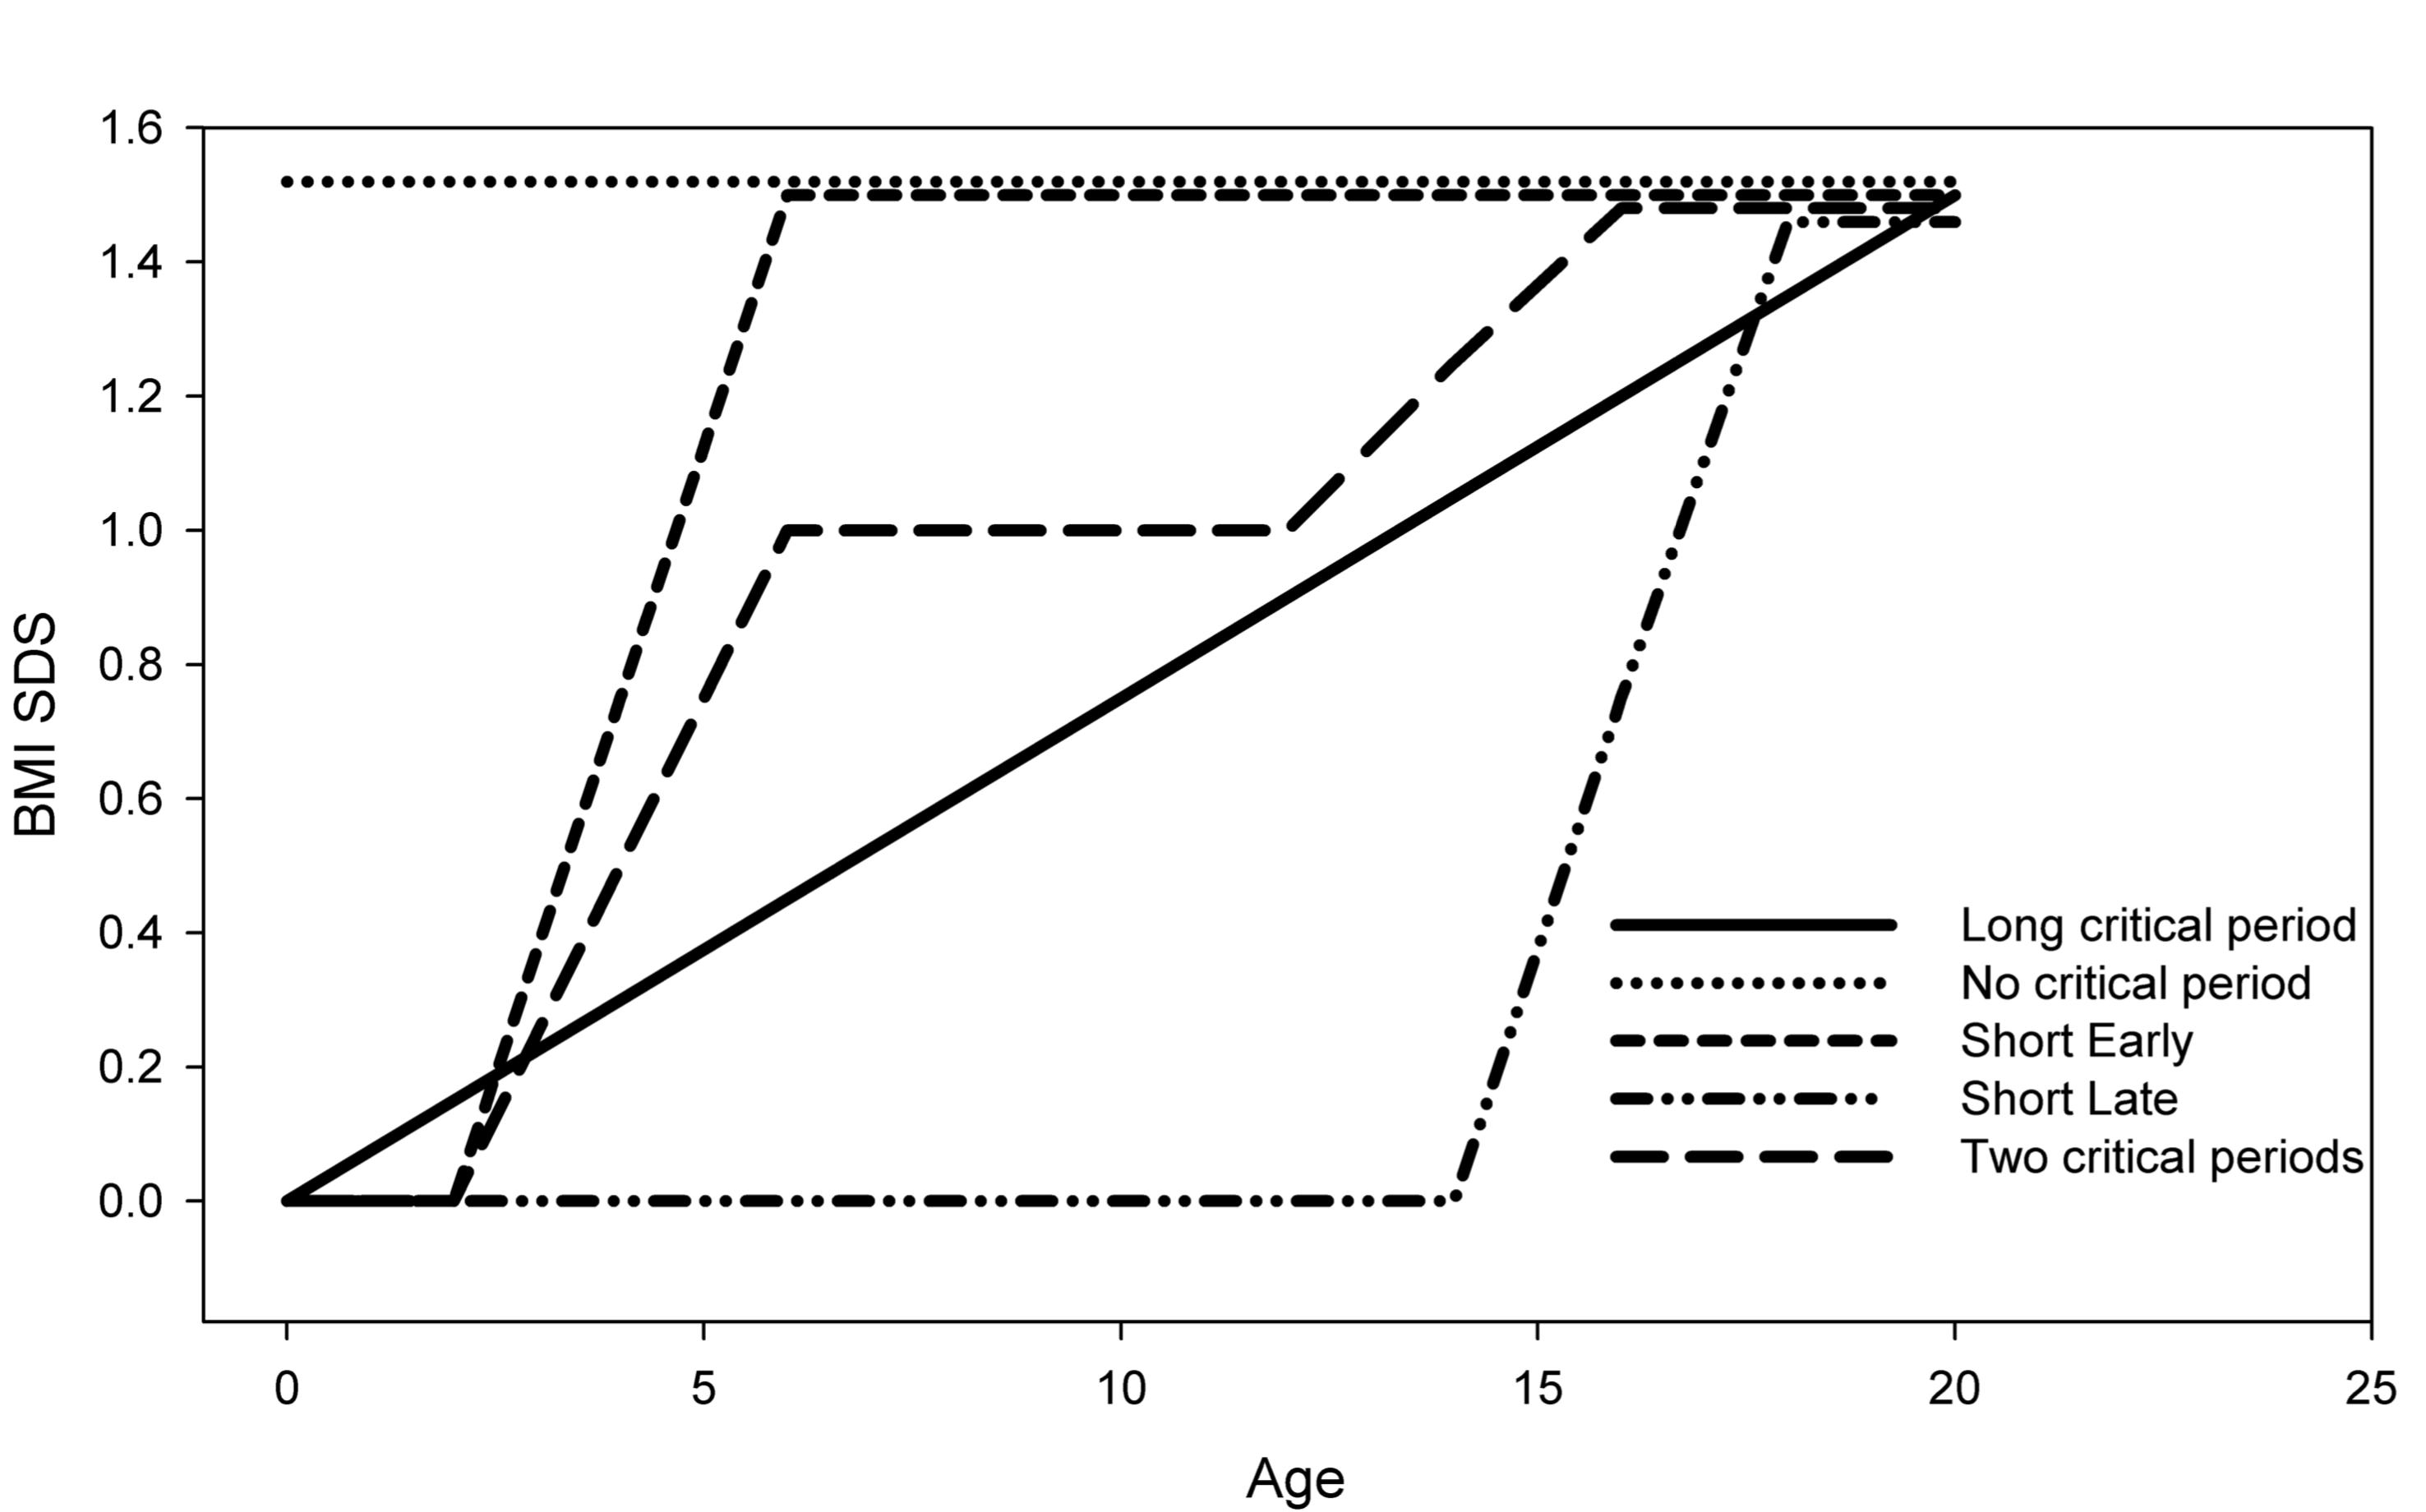 1.6
1.4
1.2
1.0
0.8
0.6
0.4
0.2
0.0
BMI SDS
Long critical period
No critical period
Short Early
Short Late
Two critical periods
0 5 10 15 20 25
Age